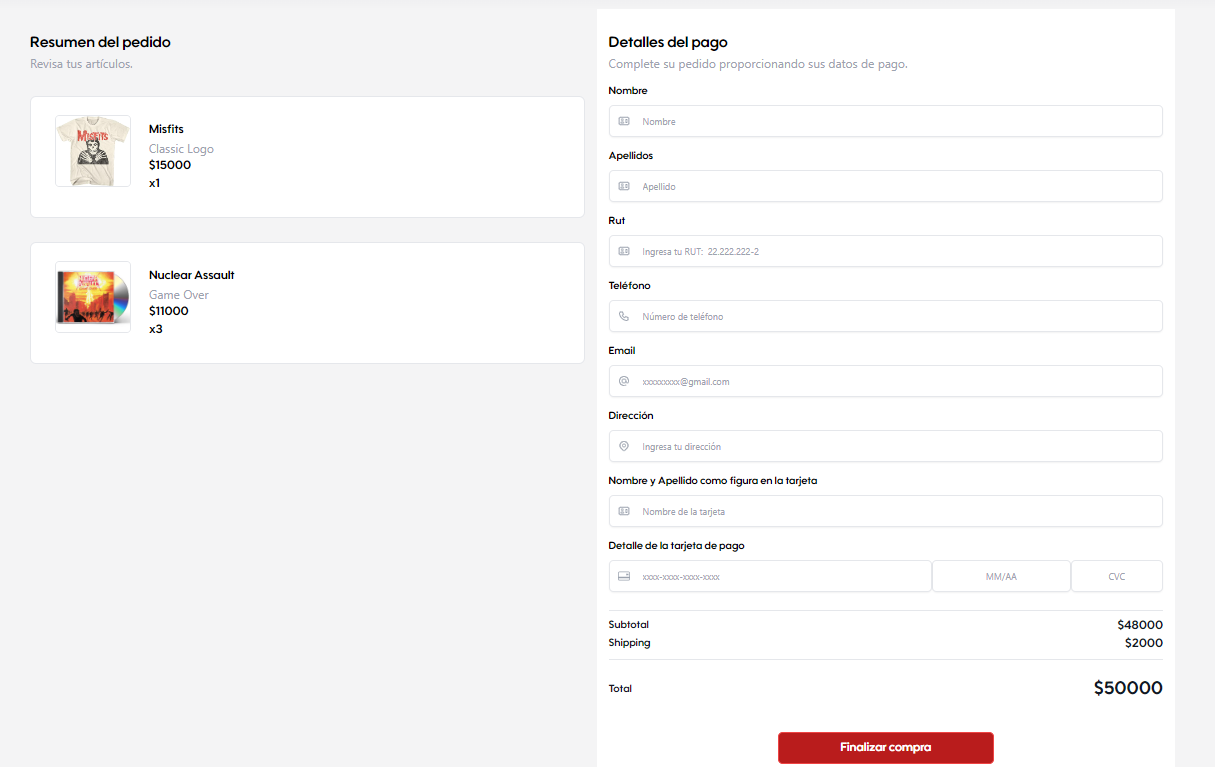 Resumen del pedido
Revisa tus artículos.
MISFITS
Misfits
Classic Logo
$15000
x1
Nuclear Assault
Game Over
$11000
x3
Detalles del pago
Complete su pedido proporcionando sus datos de pago.
Nombre
Nombre
Apellidos
Apellido
Rut
Ingresa tu RUT: 22.222.222-2
Teléfono
Número de teléfono
Email
xxxxxxxxx@gmail.com
Dirección
Ingresa tu dirección
Nombre y Apellido como figura en la tarjeta
Nombre de la tarjeta
Detalle de la tarjeta de pago
xxxx-xxxx-xxxx-xxxx MM/AA CVC
Subtotal $48000
Shipping $2000
Total $50000
Finalizar compra